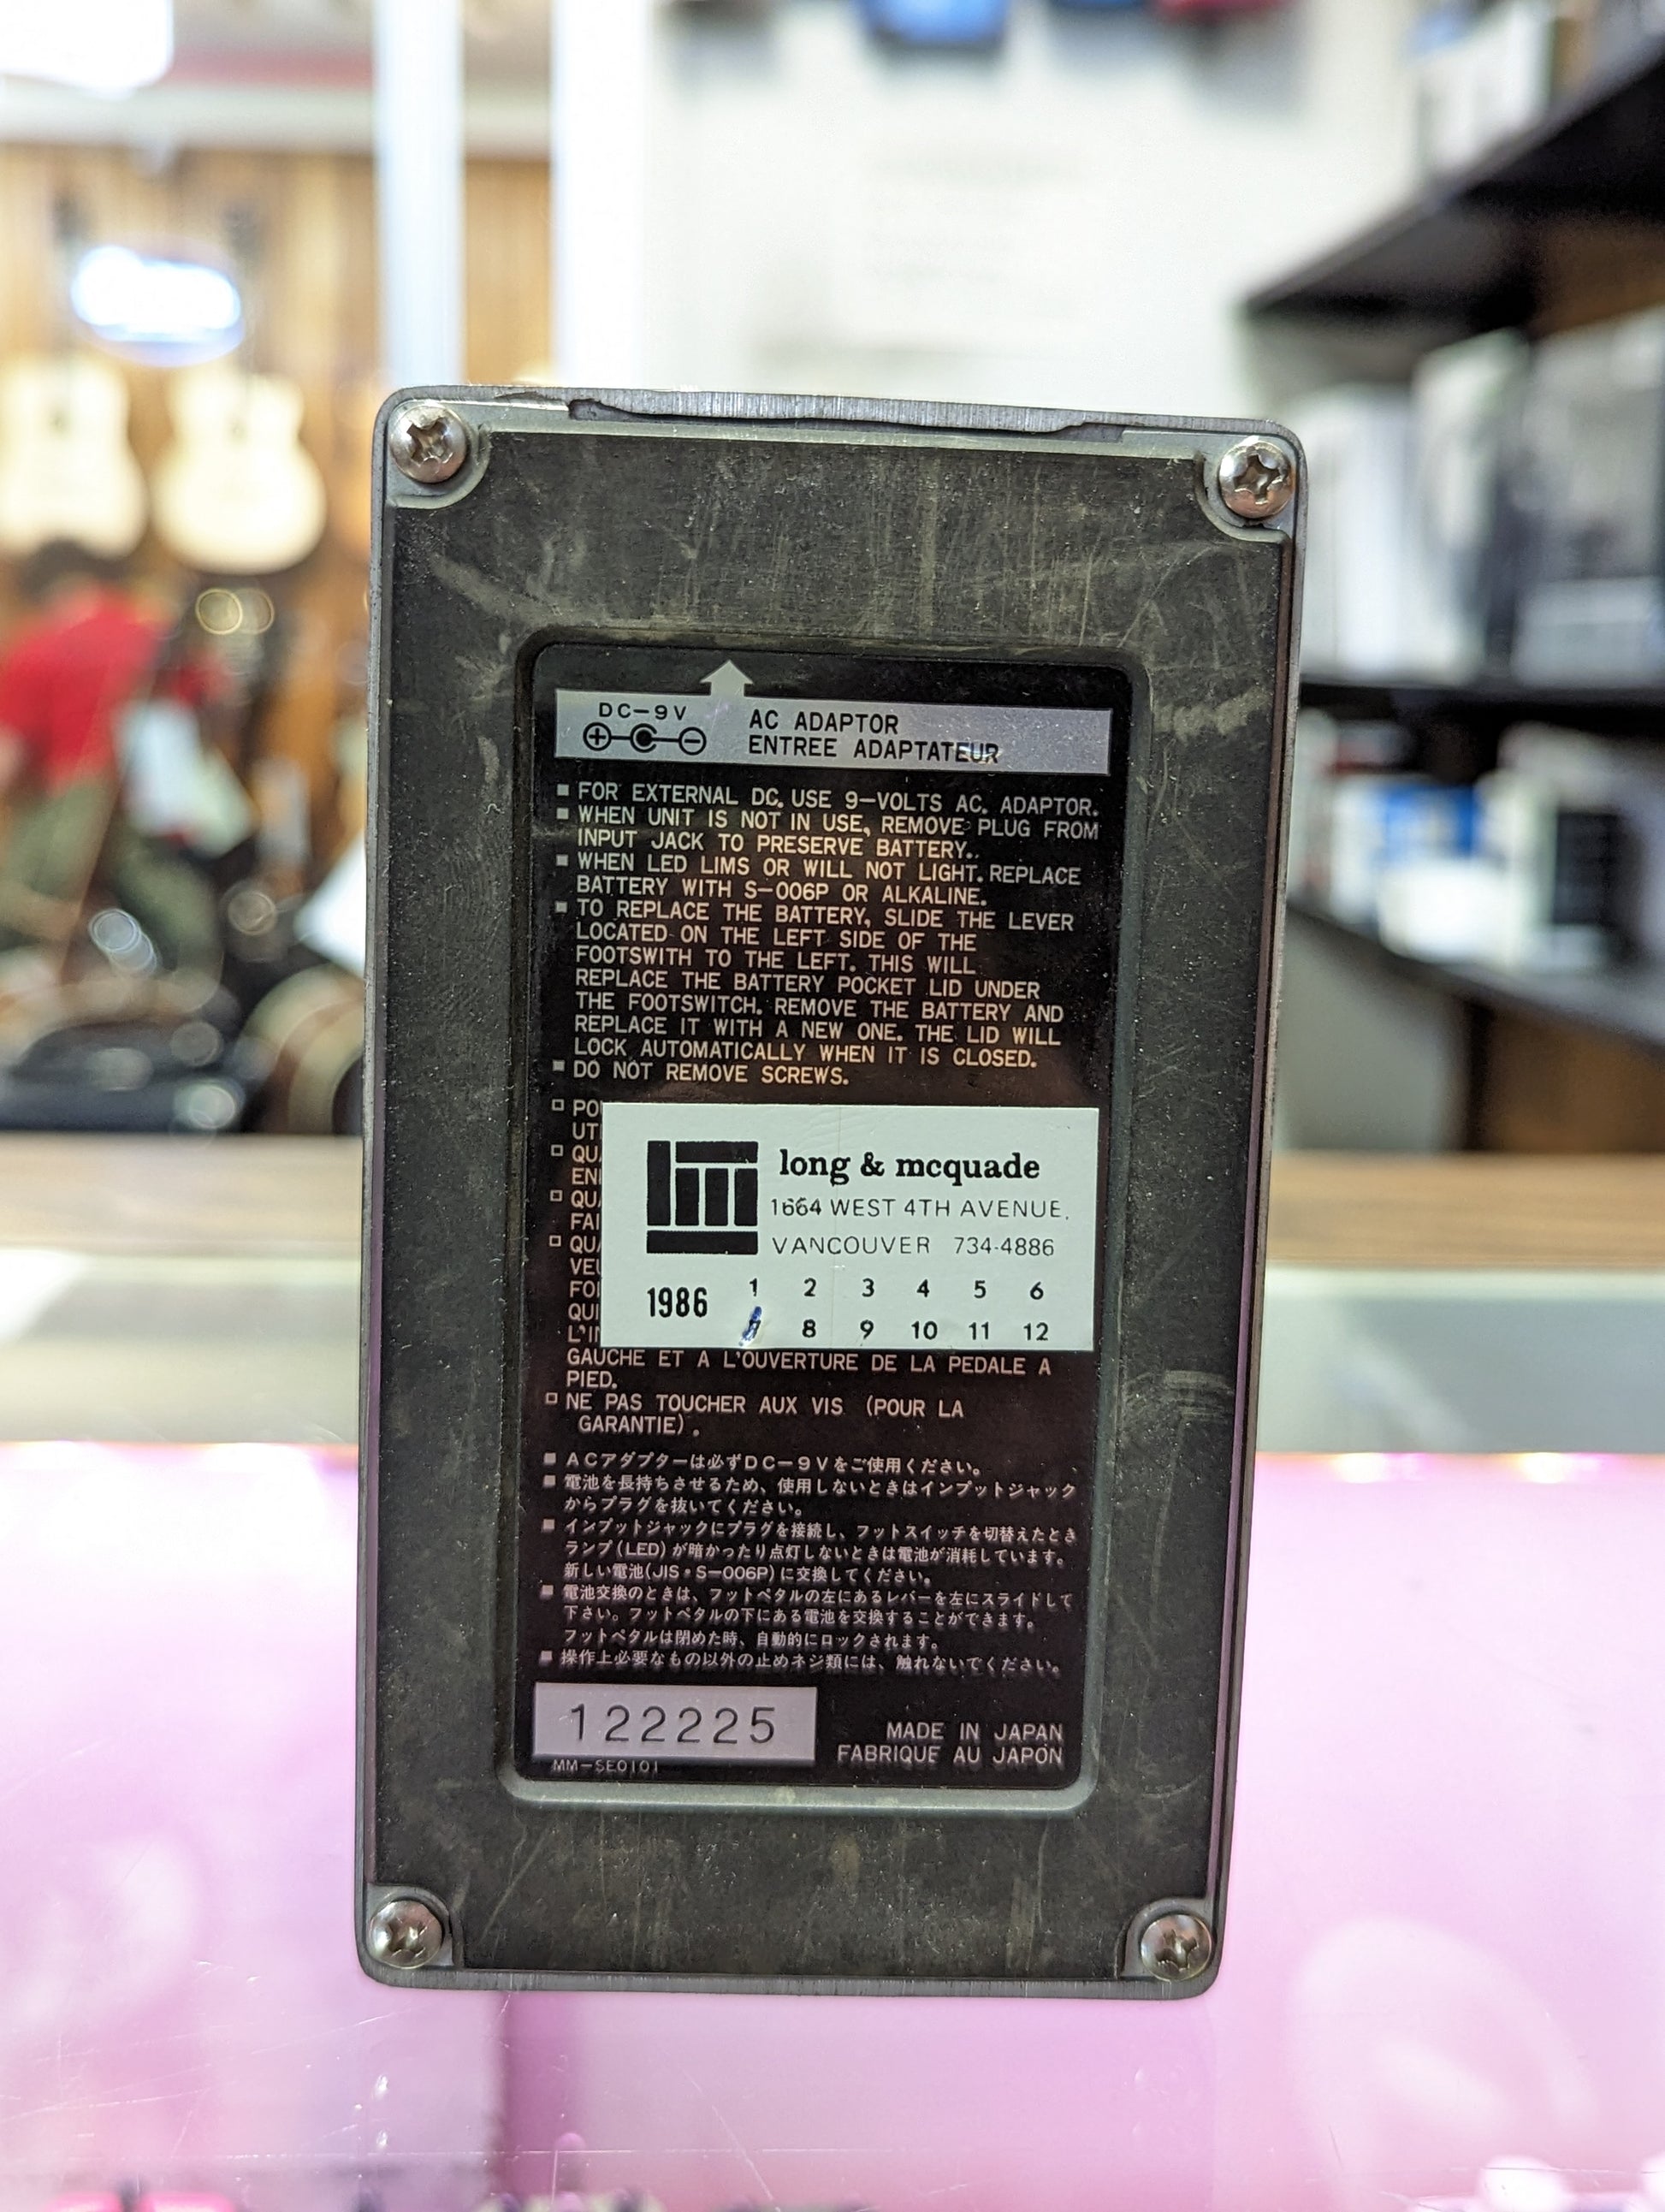 DC-9V
AC ADAPTOR
ENTREE ADAPTATEUR
■ FOR EXTERNAL DC. USE 9-VOLTS AC. ADAPTOR.
■ WHEN UNIT IS NOT IN USE, REMOVE PLUG FROM
INPUT JACK TO PRESERVE BATTERY..
■ WHEN LED LIMS OR WILL NOT LIGHT. REPLACE
BATTERY WITH S-006P OR ALKALINE.
■ TO REPLACE THE BATTERY, SLIDE THE LEVER
LOCATED ON THE LEFT SIDE OF THE
FOOTSWITH TO THE LEFT. THIS WILL
REPLACE THE BATTERY POCKET LID UNDER
THE FOOTSWITCH. REMOVE THE BATTERY AND
REPLACE IT WITH A NEW ONE. THE LID WILL
LOCK AUTOMATICALLY WHEN IT IS CLOSED.
■ DO NOT REMOVE SCREWS.
long & mcquade
1664 WEST 4TH AVENUE.
VANCOUVER 734-4886
1986
1 2 3 4 5 6
7 8 9 10 11 12
GAUCHE ET A L'OUVERTURE DE LA PEDALE A
PIED.
□ NE PAS TOUCHER AUX VIS (POUR LA
GARANTIE).
■ ACアダプターは必ずDC-9Vをご使用ください。
■ 電池を長持ちさせるため、使用しないときはインプットジャック
からプラグを抜いてください。
■ インプットジャックにプラグを接続し、フットスイッチを切替えたとき
ランプ(LED)が暗かったり点灯しないときは電池が消耗しています。
新しい電池(JIS・S-006P)に交換してください。
■ 電池交換のときは、フットペタルの左にあるレバーを左にスライドして
下さい。フットペタルの下にある電池を交換することができます。
フットペタルは閉めた時、自動的にロックされます。
■ 操作上必要なもの以外の止めネジ類には、触れないでください。
122225
MM-SE0101
MADE IN JAPAN
FABRIQUE AU JAPON